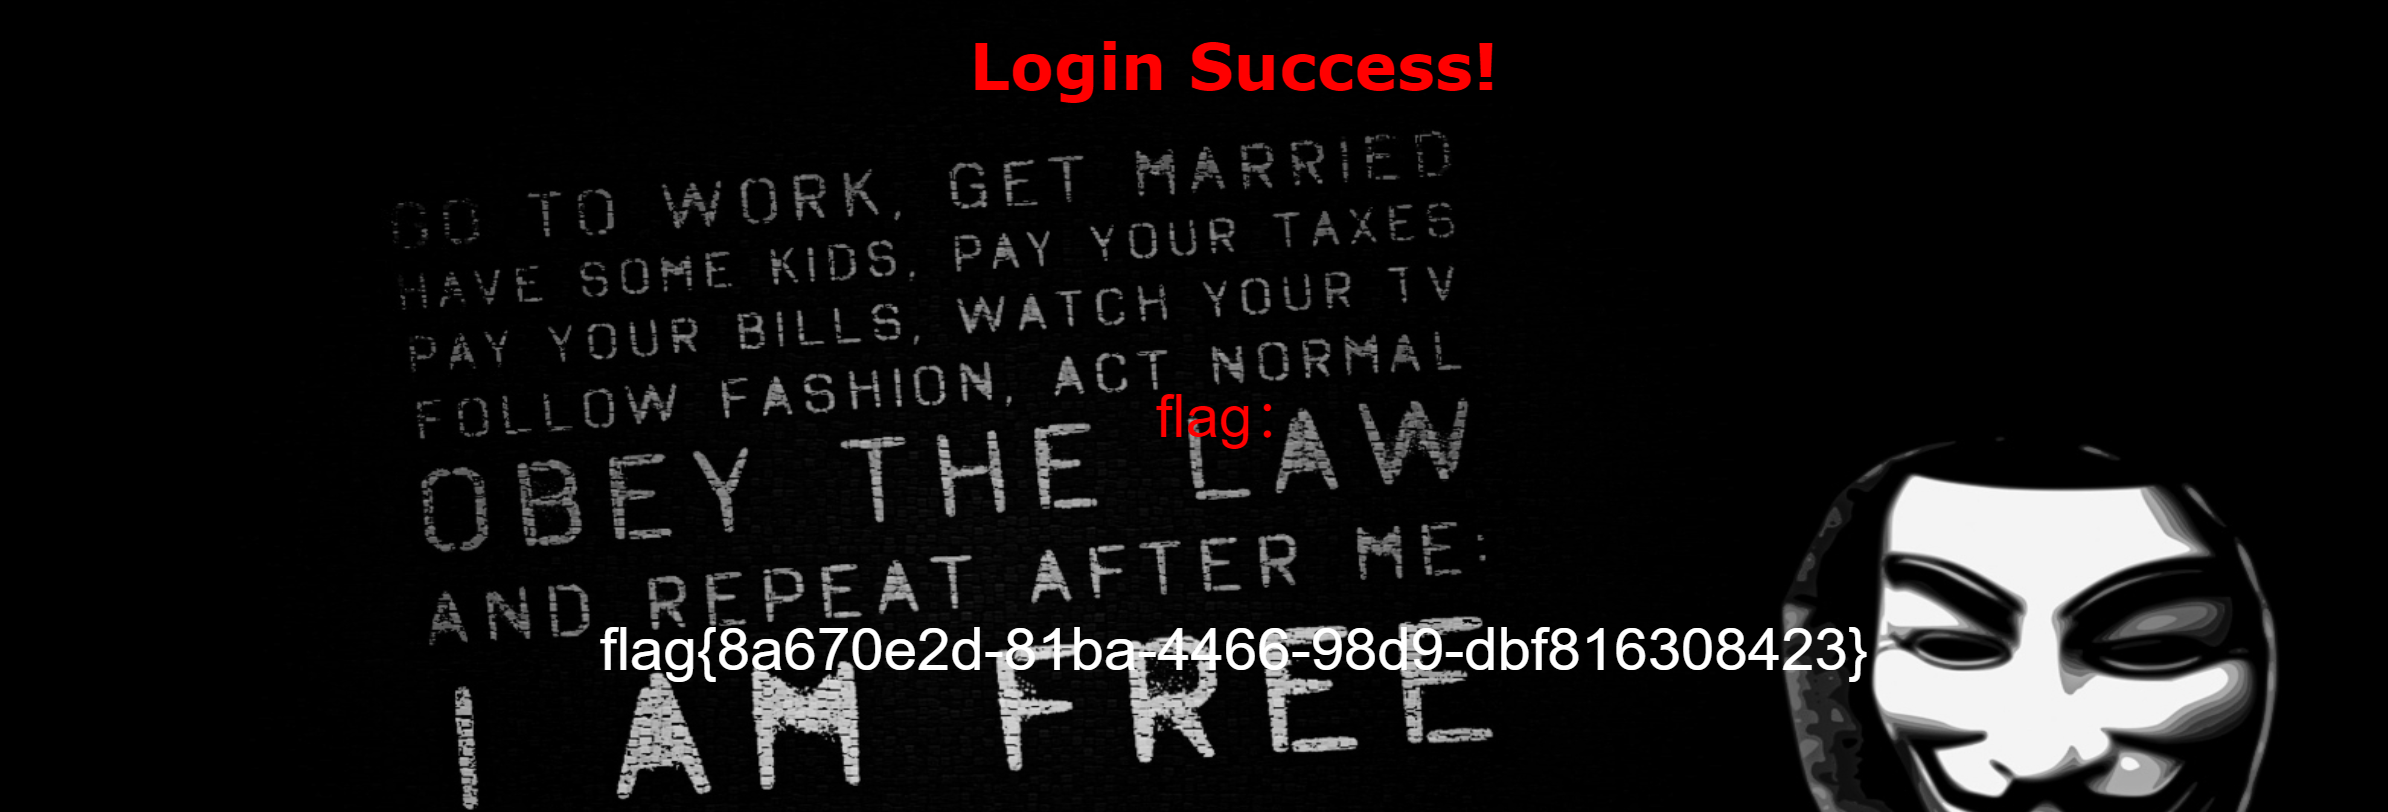 Login Success!
GO TO WORK, GET MARRIED
HAVE SOME KIDS, PAY YOUR TAXES
PAY YOUR BILLS, WATCH YOUR TV
FOLLOW FASHION, ACT NORMAL
flag：
OBEY THE LAW
AND REPEAT AFTER ME:
flag{8a670e2d-81ba-4466-98d9-dbf816308423}
I AM FREE